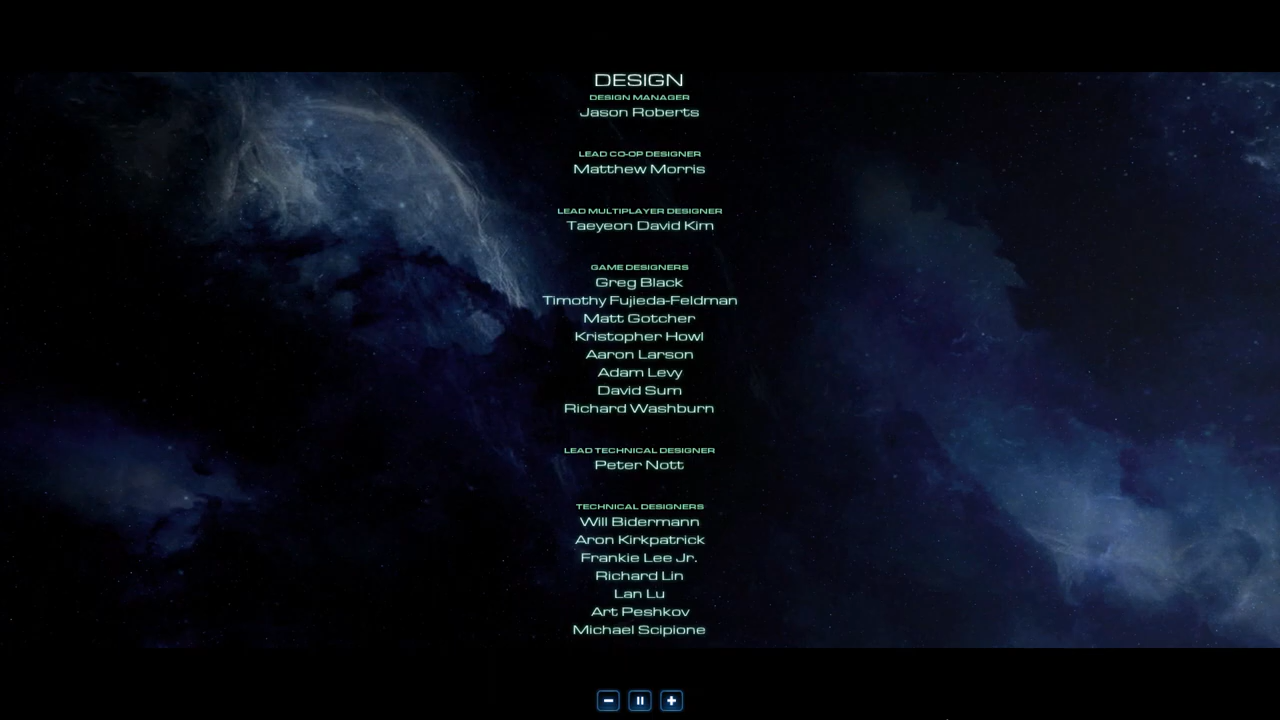 DESIGN
DESIGN MANAGER
Jason Roberts
LEAD CO-OP DESIGNER
Matthew Morris
LEAD MULTIPLAYER DESIGNER
Taeyeon David Kim
GAME DESIGNERS
Greg Black
Timothy Fujieda-Feldman
Matt Gotcher
Kristopher Howl
Aaron Larson
Adam Levy
David Sum
Richard Washburn
LEAD TECHNICAL DESIGNER
Peter Nott
TECHNICAL DESIGNERS
Will Bidermann
Aron Kirkpatrick
Frankie Lee Jr.
Richard Lin
Lan Lu
Art Peshkov
Michael Scipione